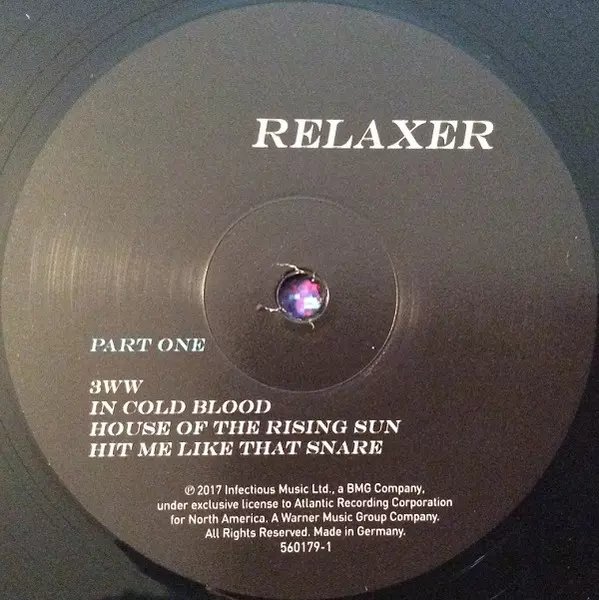 RELAXER
PART ONE
3WW
IN COLD BLOOD
HOUSE OF THE RISING SUN
HIT ME LIKE THAT SNARE
℗ 2017 Infectious Music Ltd., a BMG Company,
under exclusive license to Atlantic Recording Corporation
for North America. A Warner Music Group Company.
All Rights Reserved. Made in Germany.
560179-1